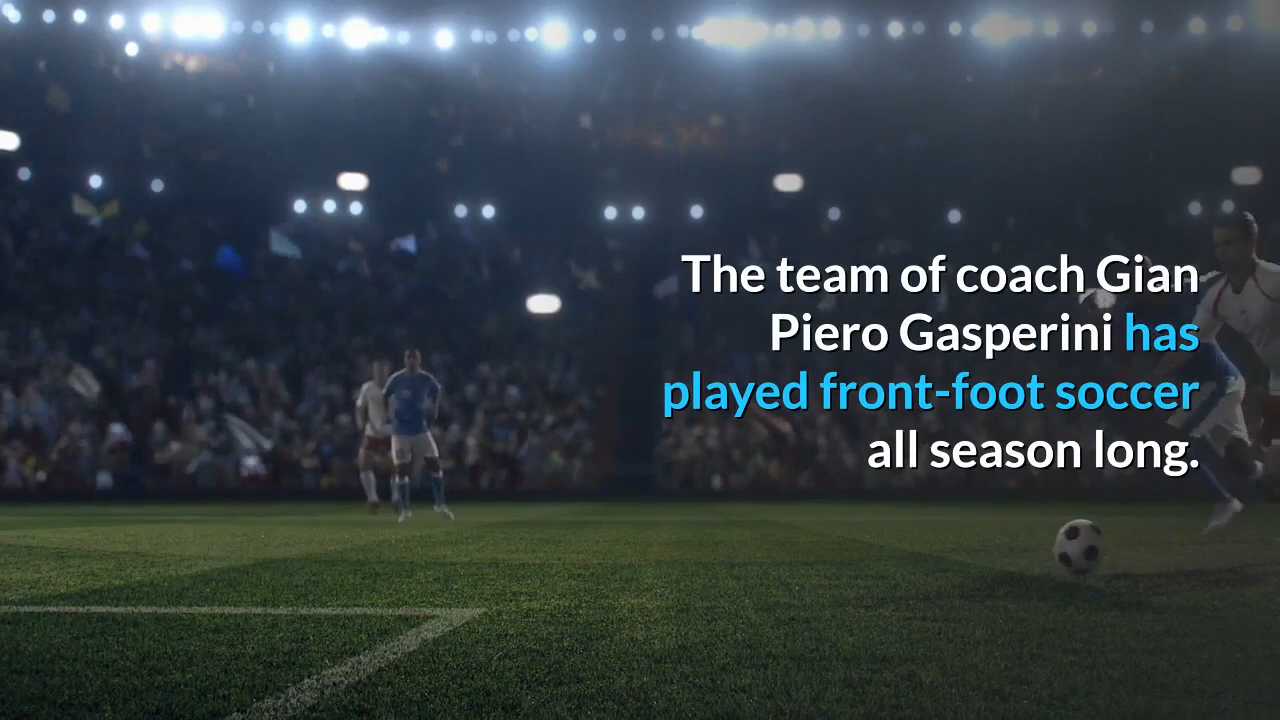 The team of coach Gian
Piero Gasperini has
played front-foot soccer
all season long.